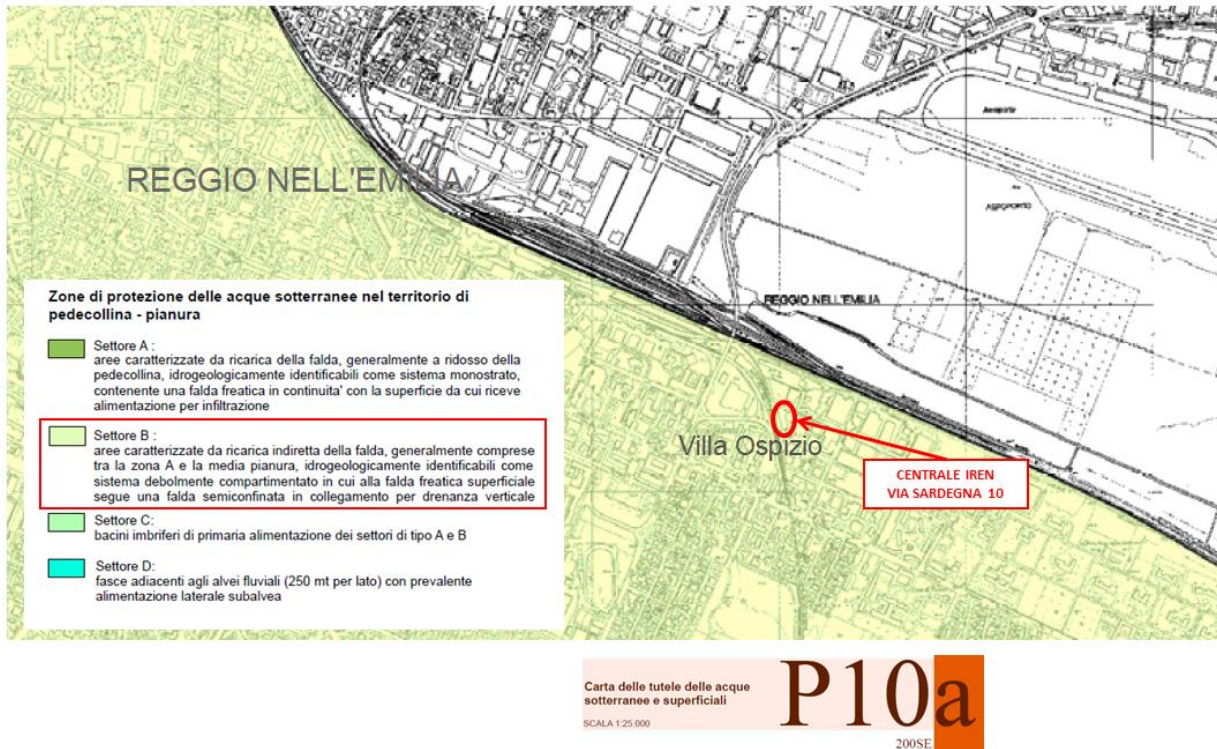 Aeroporto
REGGIO NELL'EMILIA
AEROPORTO
Zone di protezione delle acque sotterranee nel territorio di
pedecollina - pianura
REGGIO NELL'EMILIA
Settore A :
aree caratterizzate da ricarica della falda, generalmente a ridosso della
pedecollina, idrogeologicamente identificabili come sistema monostrato,
contenente una falda freatica in continuita' con la superficie da cui riceve
alimentazione per infiltrazione
Settore B :
aree caratterizzate da ricarica indiretta della falda, generalmente comprese
tra la zona A e la media pianura, idrogeologicamente identificabili come
sistema debolmente compartimentato in cui alla falda freatica superficiale
segue una falda semiconfinata in collegamento per drenanza verticale
Villa Ospizio
CENTRALE IREN
VIA SARDEGNA 10
Settore C:
bacini imbriferi di primaria alimentazione dei settori di tipo A e B
Settore D:
fasce adiacenti agli alvei fluviali (250 mt per lato) con prevalente
alimentazione laterale subalvea
Carta delle tutele delle acque
sotterranee e superficiali
SCALA 1:25.000
P10a
200SE